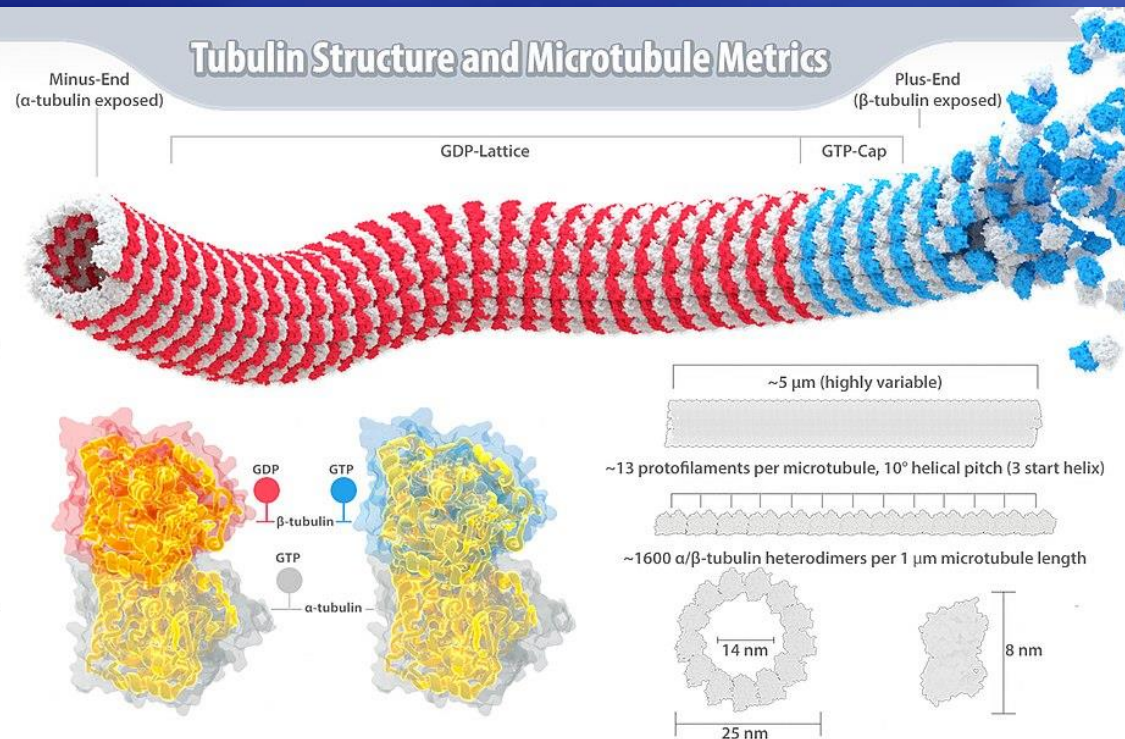 Tubulin Structure and Microtubule Metrics
Minus-End
(α-tubulin exposed)
Plus-End
(β-tubulin exposed)
GDP-Lattice
GTP-Cap
~5 µm (highly variable)
~13 protofilaments per microtubule, 10° helical pitch (3 start helix)
GDP
GTP
β-tubulin
GTP
α-tubulin
~1600 α/β-tubulin heterodimers per 1 µm microtubule length
14 nm
8 nm
25 nm